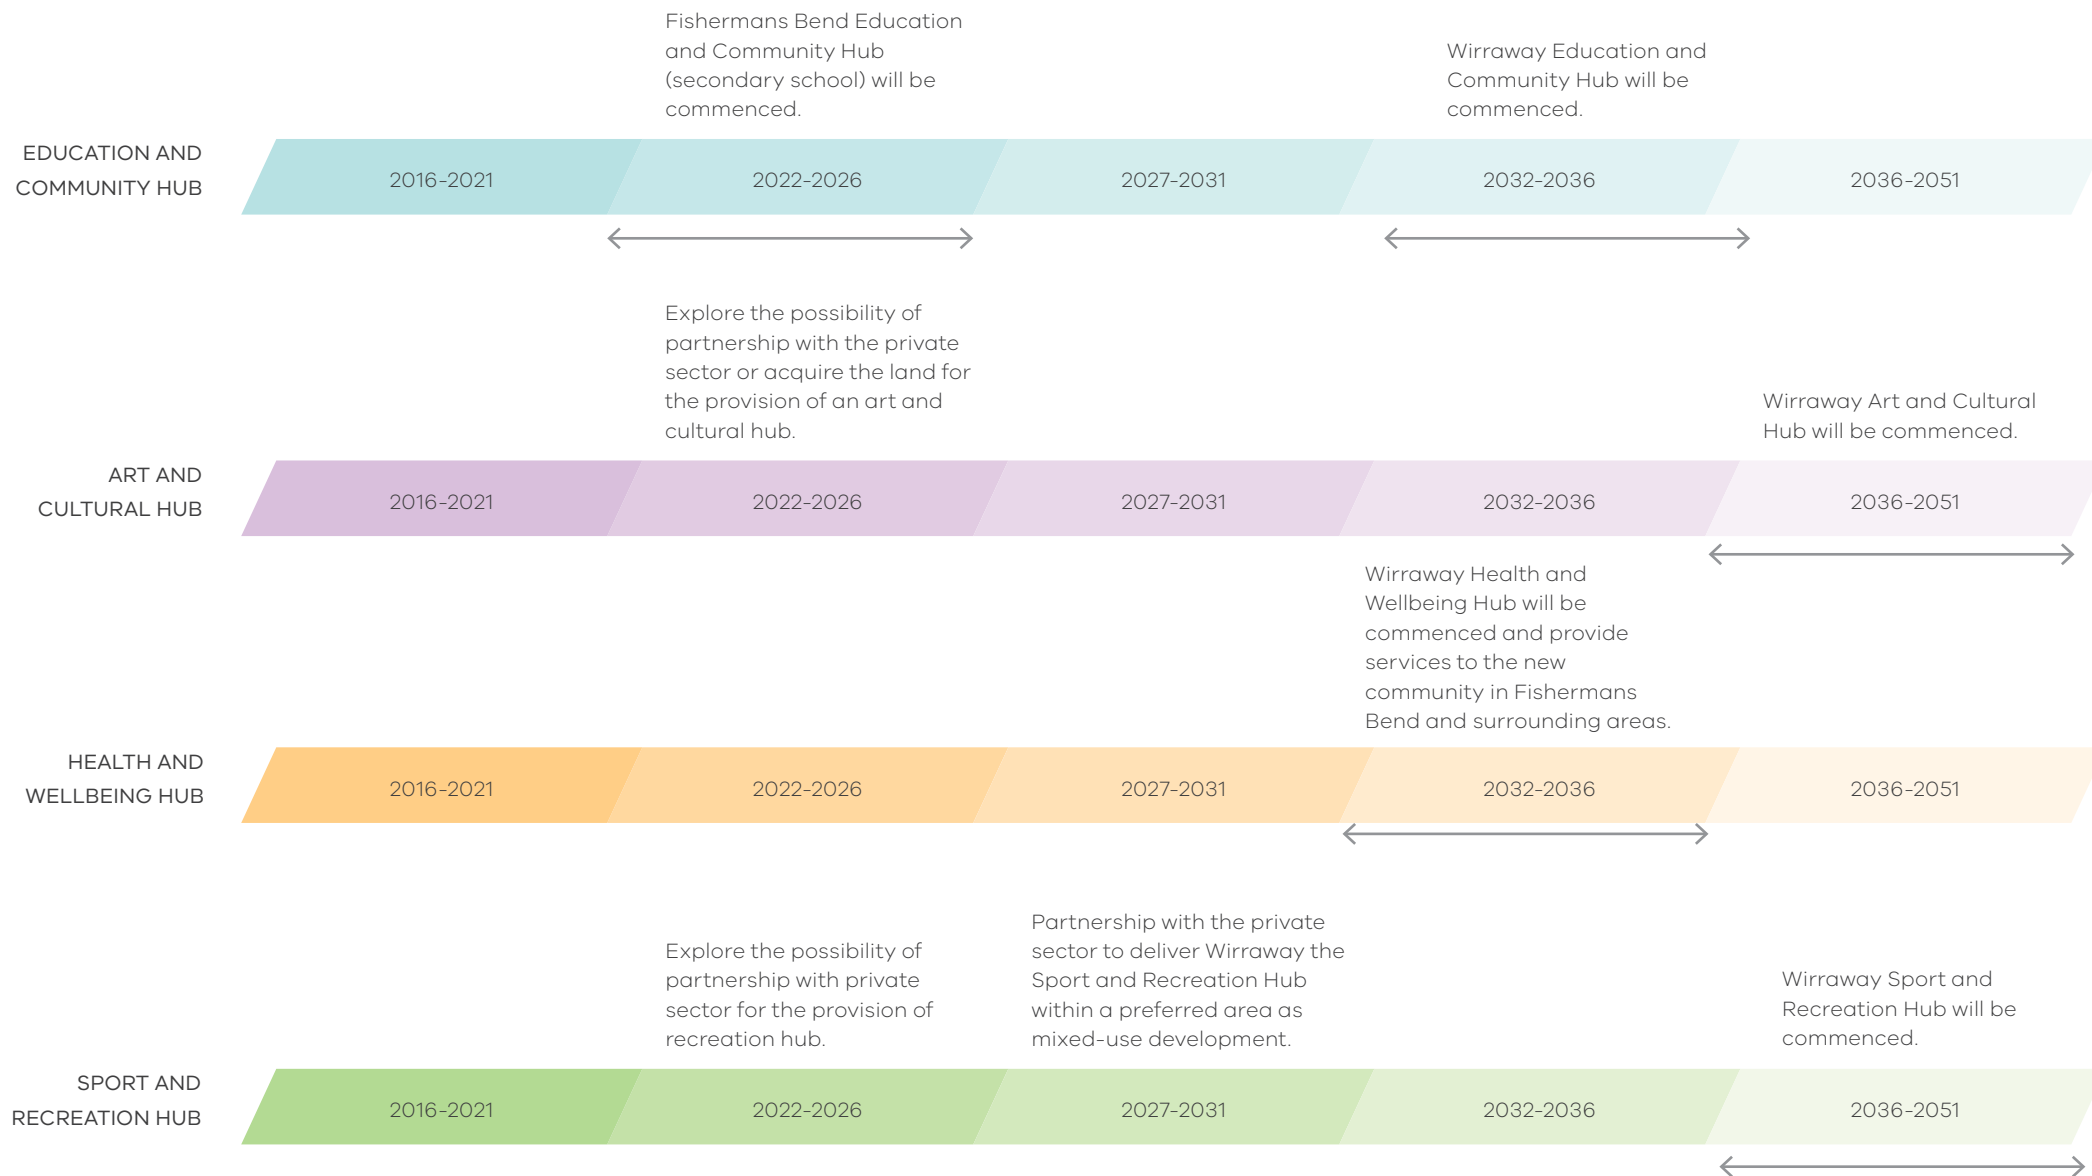 Fishermans Bend Education
and Community Hub
(secondary school) will be
commenced.
Wirraway Education and
Community Hub will be
commenced.
EDUCATION AND
COMMUNITY HUB
2016-2021
2022-2026
2027-2031
2032-2036
2036-2051
Explore the possibility of
partnership with the private
sector or acquire the land for
the provision of an art and
cultural hub.
Wirraway Art and Cultural
Hub will be commenced.
ART AND
CULTURAL HUB
2016-2021
2022-2026
2027-2031
2032-2036
2036-2051
Wirraway Health and
Wellbeing Hub will be
commenced and provide
services to the new
community in Fishermans
Bend and surrounding areas.
HEALTH AND
WELLBEING HUB
2016-2021
2022-2026
2027-2031
2032-2036
2036-2051
Explore the possibility of
partnership with private
sector for the provision of
recreation hub.
Partnership with the private
sector to deliver Wirraway the
Sport and Recreation Hub
within a preferred area as
mixed-use development.
Wirraway Sport and
Recreation Hub will be
commenced.
SPORT AND
RECREATION HUB
2016-2021
2022-2026
2027-2031
2032-2036
2036-2051